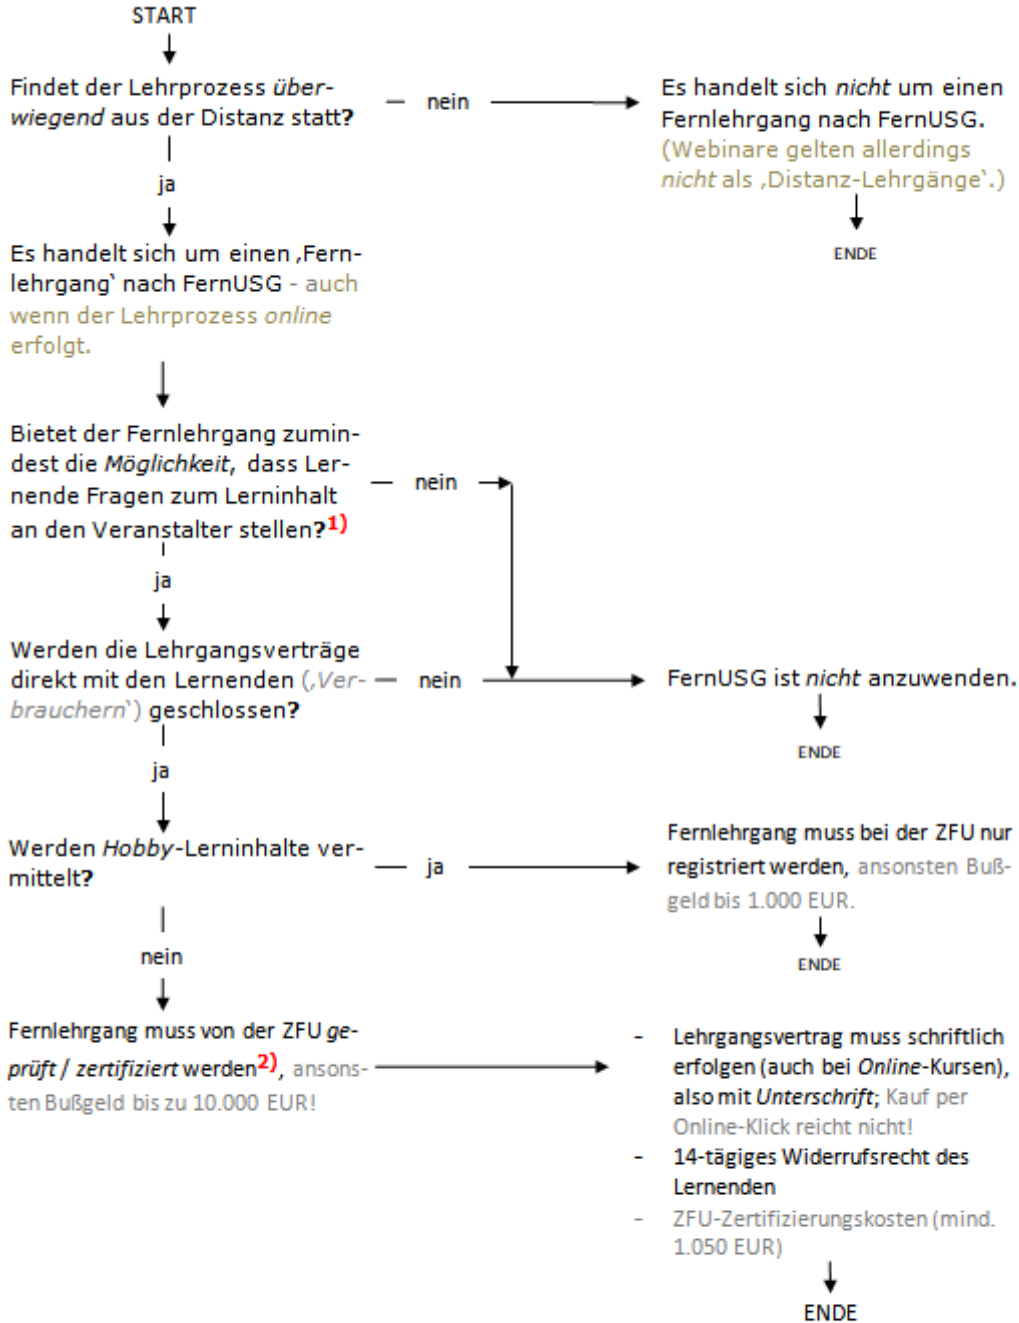 START
Findet der Lehrprozess über-
wiegend aus der Distanz statt?
nein
Es handelt sich nicht um einen
Fernlehrgang nach FernUSG.
(Webinare gelten allerdings
nicht als ‚Distanz-Lehrgänge‘.)
ENDE
ja
Es handelt sich um einen ‚Fern-
lehrgang‘ nach FernUSG - auch
wenn der Lehrprozess online
erfolgt.
Bietet der Fernlehrgang zumin-
dest die Möglichkeit, dass Ler-
nende Fragen zum Lerninhalt
an den Veranstalter stellen?1)
nein
ja
Werden die Lehrgangsverträge
direkt mit den Lernenden (‚Ver-
brauchern‘) geschlossen?
nein
FernUSG ist nicht anzuwenden.
ENDE
ja
Werden Hobby-Lerninhalte ver-
mittelt?
ja
Fernlehrgang muss bei der ZFU nur
registriert werden, ansonsten Buß-
geld bis 1.000 EUR.
ENDE
nein
Fernlehrgang muss von der ZFU ge-
prüft / zertifiziert werden2), ansons-
ten Bußgeld bis zu 10.000 EUR!
- Lehrgangsvertrag muss schriftlich
erfolgen (auch bei Online-Kursen),
also mit Unterschrift; Kauf per
Online-Klick reicht nicht!
- 14-tägiges Widerrufsrecht des
Lernenden
- ZFU-Zertifizierungskosten (mind.
1.050 EUR)
ENDE